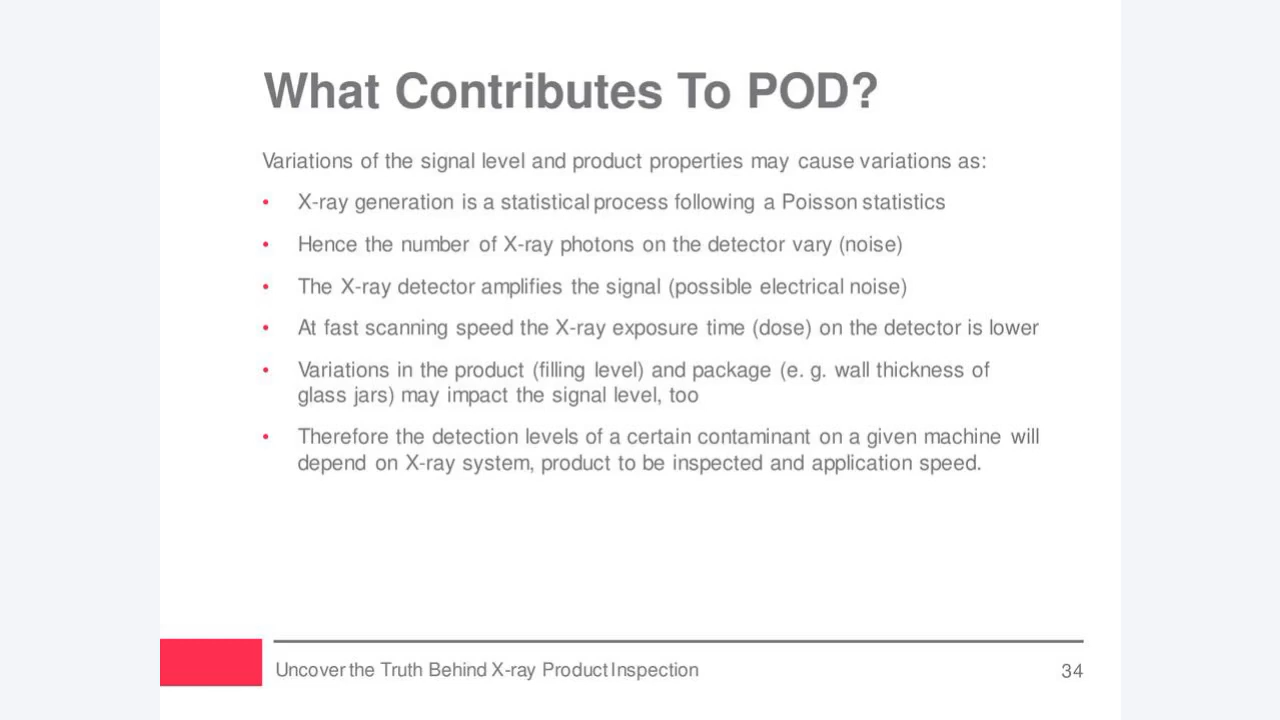 What Contributes To POD?
Variations of the signal level and product properties may cause variations as:
• X-ray generation is a statistical process following a Poisson statistics
• Hence the number of X-ray photons on the detector vary (noise)
• The X-ray detector amplifies the signal (possible electrical noise)
• At fast scanning speed the X-ray exposure time (dose) on the detector is lower
• Variations in the product (filling level) and package (e. g. wall thickness of
glass jars) may impact the signal level, too
• Therefore the detection levels of a certain contaminant on a given machine will
depend on X-ray system, product to be inspected and application speed.
Uncover the Truth Behind X-ray Product Inspection
34